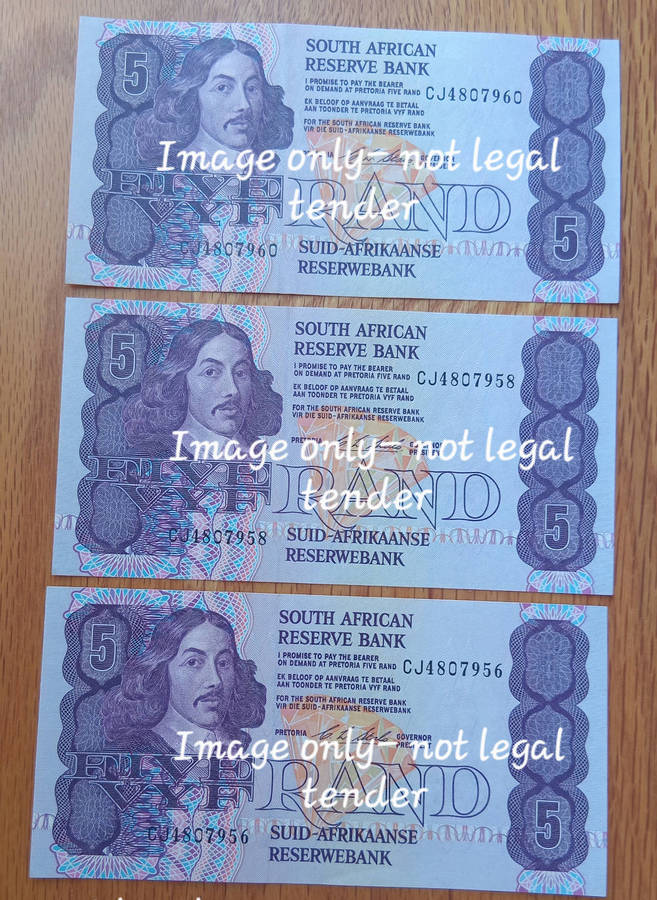 5
SOUTH AFRICAN
RESERVE BANK
I PROMISE TO PAY THE BEARER
ON DEMAND AT PRETORIA FIVE RAND CJ4807960
EK BELOOF OP AANVRAAG TE BETAAL
AAN TOONDER TE PRETORIA VYF RAND
FOR THE SOUTH AFRICAN RESERVE BANK
VIR DIE SUID-AFRIKAANSE RESERWEBANK
Image only- not legal
tender
FIVE
VYF RAND
5
CJ4807960
SUID-AFRIKAANSE
RESERWEBANK
5
SOUTH AFRICAN
RESERVE BANK
I PROMISE TO PAY THE BEARER
ON DEMAND AT PRETORIA FIVE RAND CJ4807958
EK BELOOF OP AANVRAAG TE BETAAL
AAN TOONDER TE PRETORIA VYF RAND
FOR THE SOUTH AFRICAN RESERVE BANK
VIR DIE SUID-AFRIKAANSE RESERWEBANK
PRETORIA
Image only- not legal
tender
FIVE
VYF RAND
5
CJ4807958
SUID-AFRIKAANSE
RESERWEBANK
5
SOUTH AFRICAN
RESERVE BANK
I PROMISE TO PAY THE BEARER
ON DEMAND AT PRETORIA FIVE RAND CJ4807956
EK BELOOF OP AANVRAAG TE BETAAL
AAN TOONDER TE PRETORIA VYF RAND
FOR THE SOUTH AFRICAN RESERVE BANK
VIR DIE SUID-AFRIKAANSE RESERWEBANK
PRETORIA GOVERNOR
PRESIDENT
Image only- not legal
tender
FIVE
VYF RAND
5
CJ4807956
SUID-AFRIKAANSE
RESERWEBANK